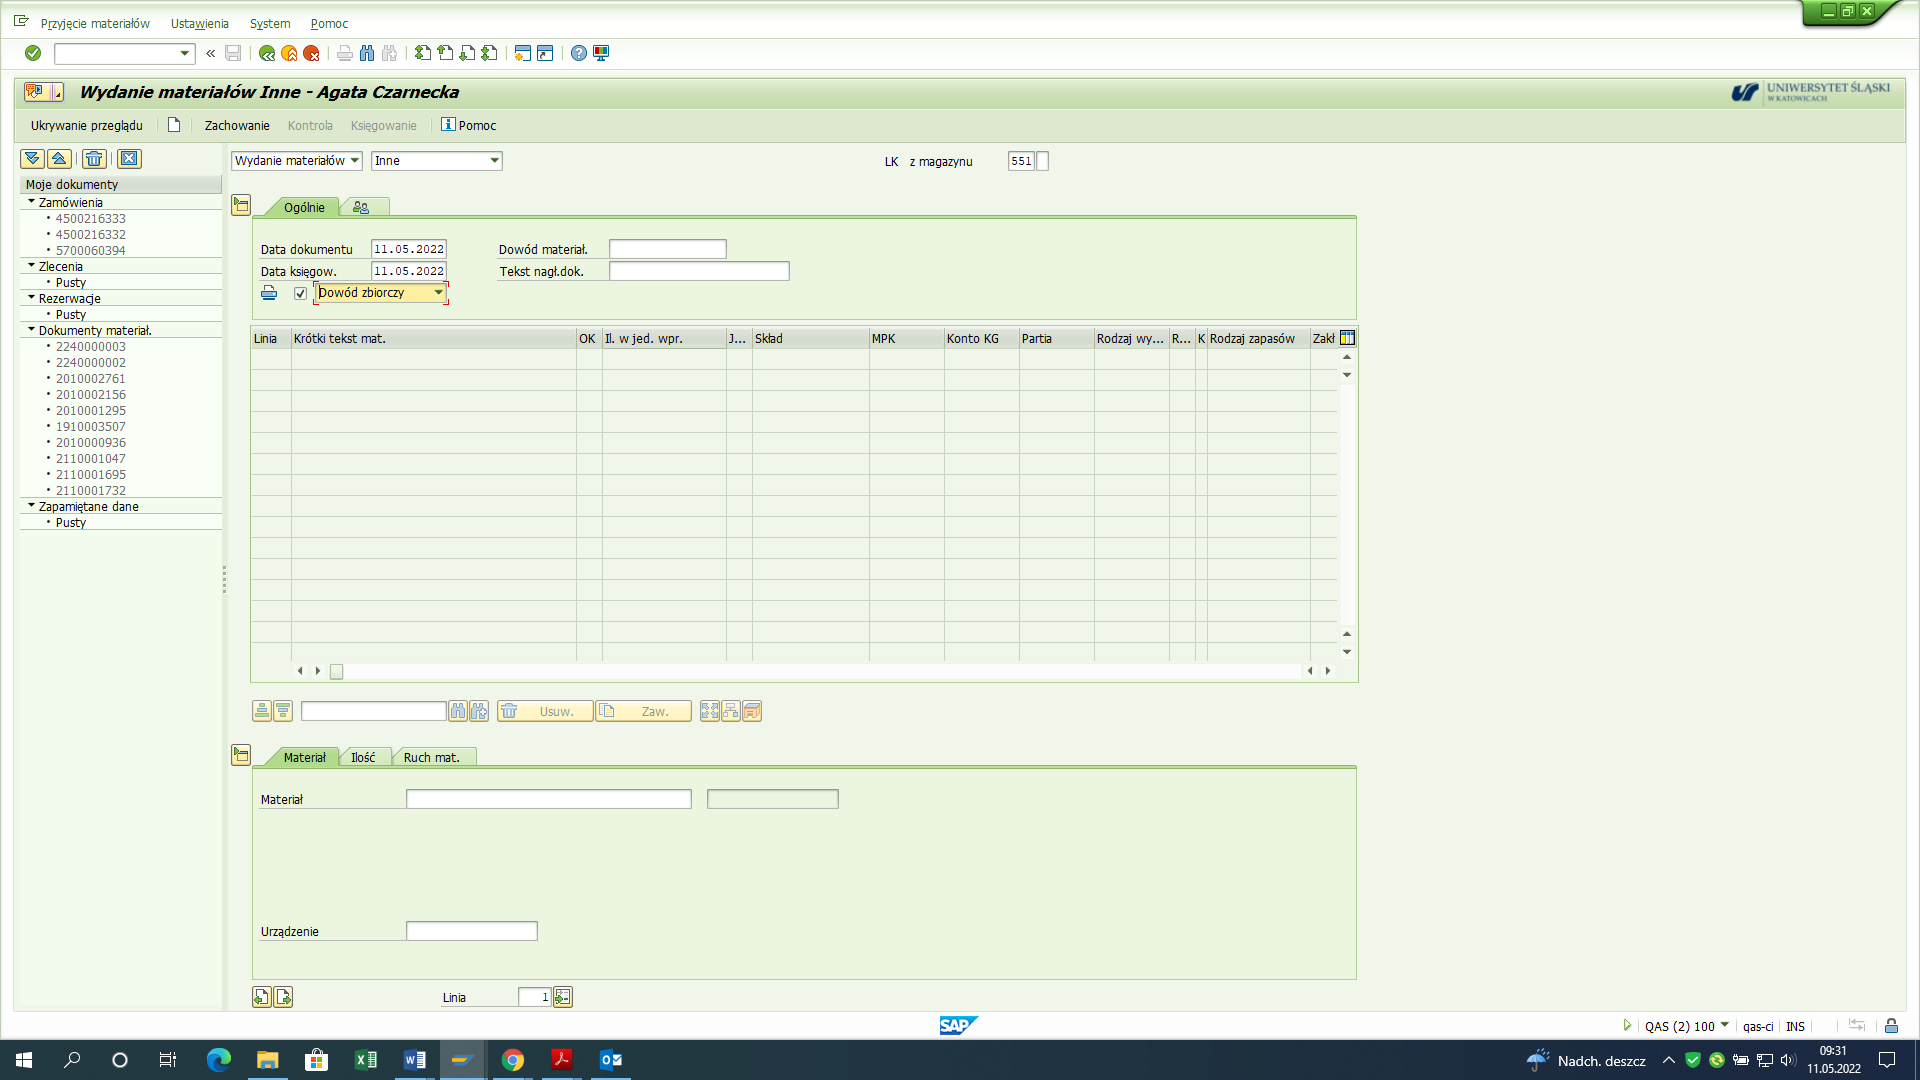 Przyjęcie materiałów Ustawienia System Pomoc
Wydanie materiałów Inne - Agata Czarnecka
UNIWERSYTET ŚLĄSKI
W KATOWICACH
Ukrywanie przeglądu Zachowanie Kontrola Księgowanie Pomoc
Wydanie materiałów Inne LK z magazynu 551
Moje dokumenty
Zamówienia
4500216333
4500216332
5700060394
Zlecenia
Pusty
Rezerwacje
Pusty
Dokumenty materiał.
2240000003
2240000002
2010002761
2010002156
2010001295
1910003507
2010000936
2110001047
2110001695
2110001732
Zapamiętane dane
Pusty
Ogólnie
Data dokumentu 11.05.2022 Dowód materiał.
Data księgow. 11.05.2022 Tekst nagł.dok.
Dowód zbiorczy
Linia Krótki tekst mat. OK Il. w jed. wpr. J... Skład MPK Konto KG Partia Rodzaj wy... R... K Rodzaj zapasów Zakł
Usuw. Zaw.
Materiał Ilość Ruch mat.
Materiał
Urządzenie
Linia 1
SAP
QAS (2) 100 qas-ci INS
Nadch. deszcz
09:31
11.05.2022